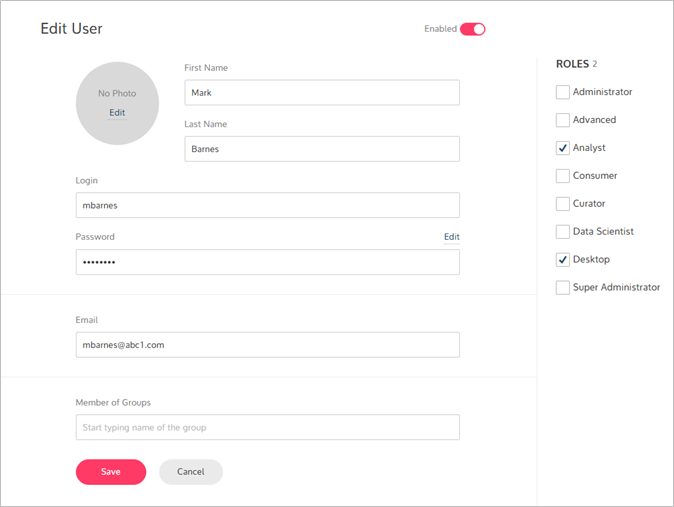 Edit User
Enabled
No Photo
Edit
First Name
Mark
Last Name
Barnes
Login
mbarnes
Password
Edit
••••••••
Email
mbarnes@abc1.com
Member of Groups
Start typing name of the group
Save
Cancel
ROLES 2
Administrator
Advanced
Analyst
Consumer
Curator
Data Scientist
Desktop
Super Administrator